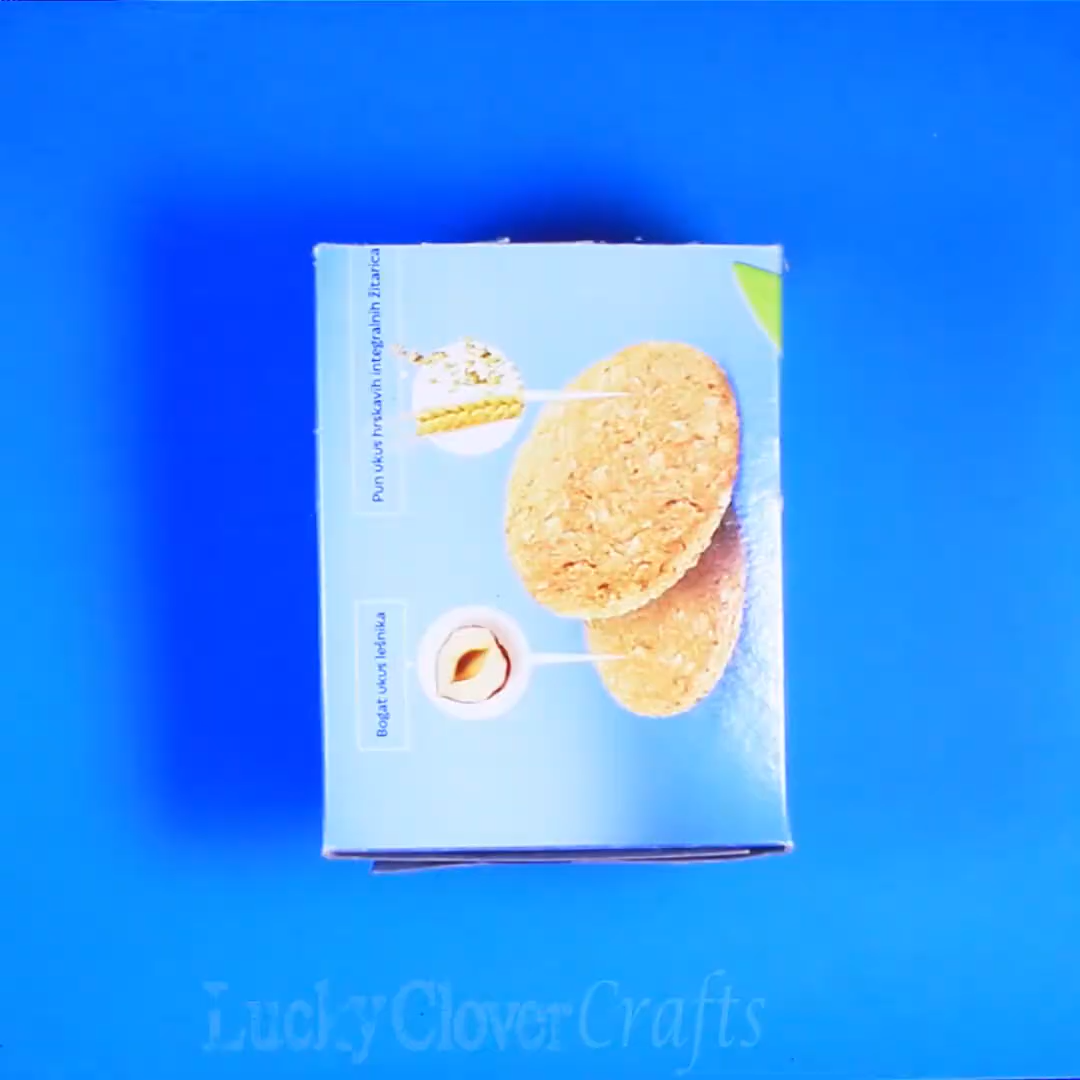 Pun ukus hrskavih integralnih žitarica
Bogat ukus lešnika
LuckyCloverCrafts